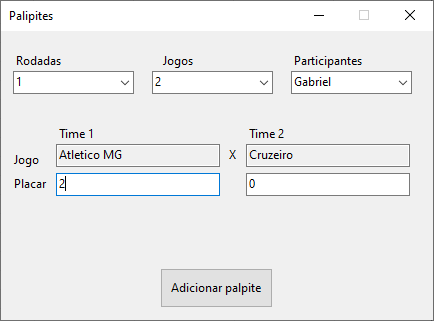 Palipites
Rodadas Jogos Participantes
1 2 Gabriel
Time 1 Time 2
Jogo Atletico MG X Cruzeiro
Placar 2 0
Adicionar palpite